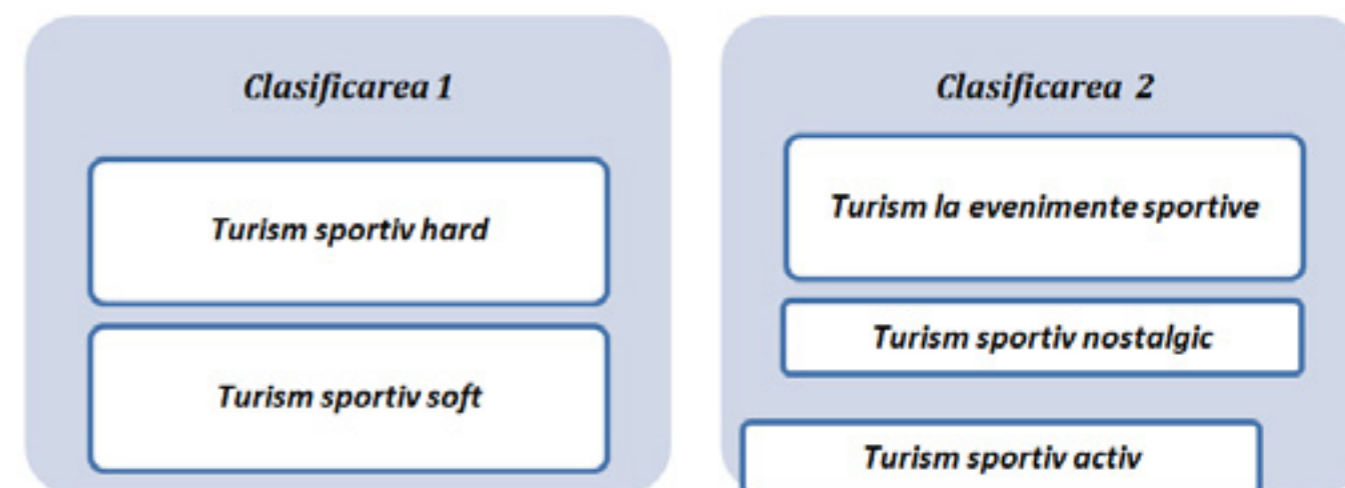 Clasificarea 1
Turism sportiv hard
Turism sportiv soft
Clasificarea 2
Turism la evenimente sportive
Turism sportiv nostalgic
Turism sportiv activ